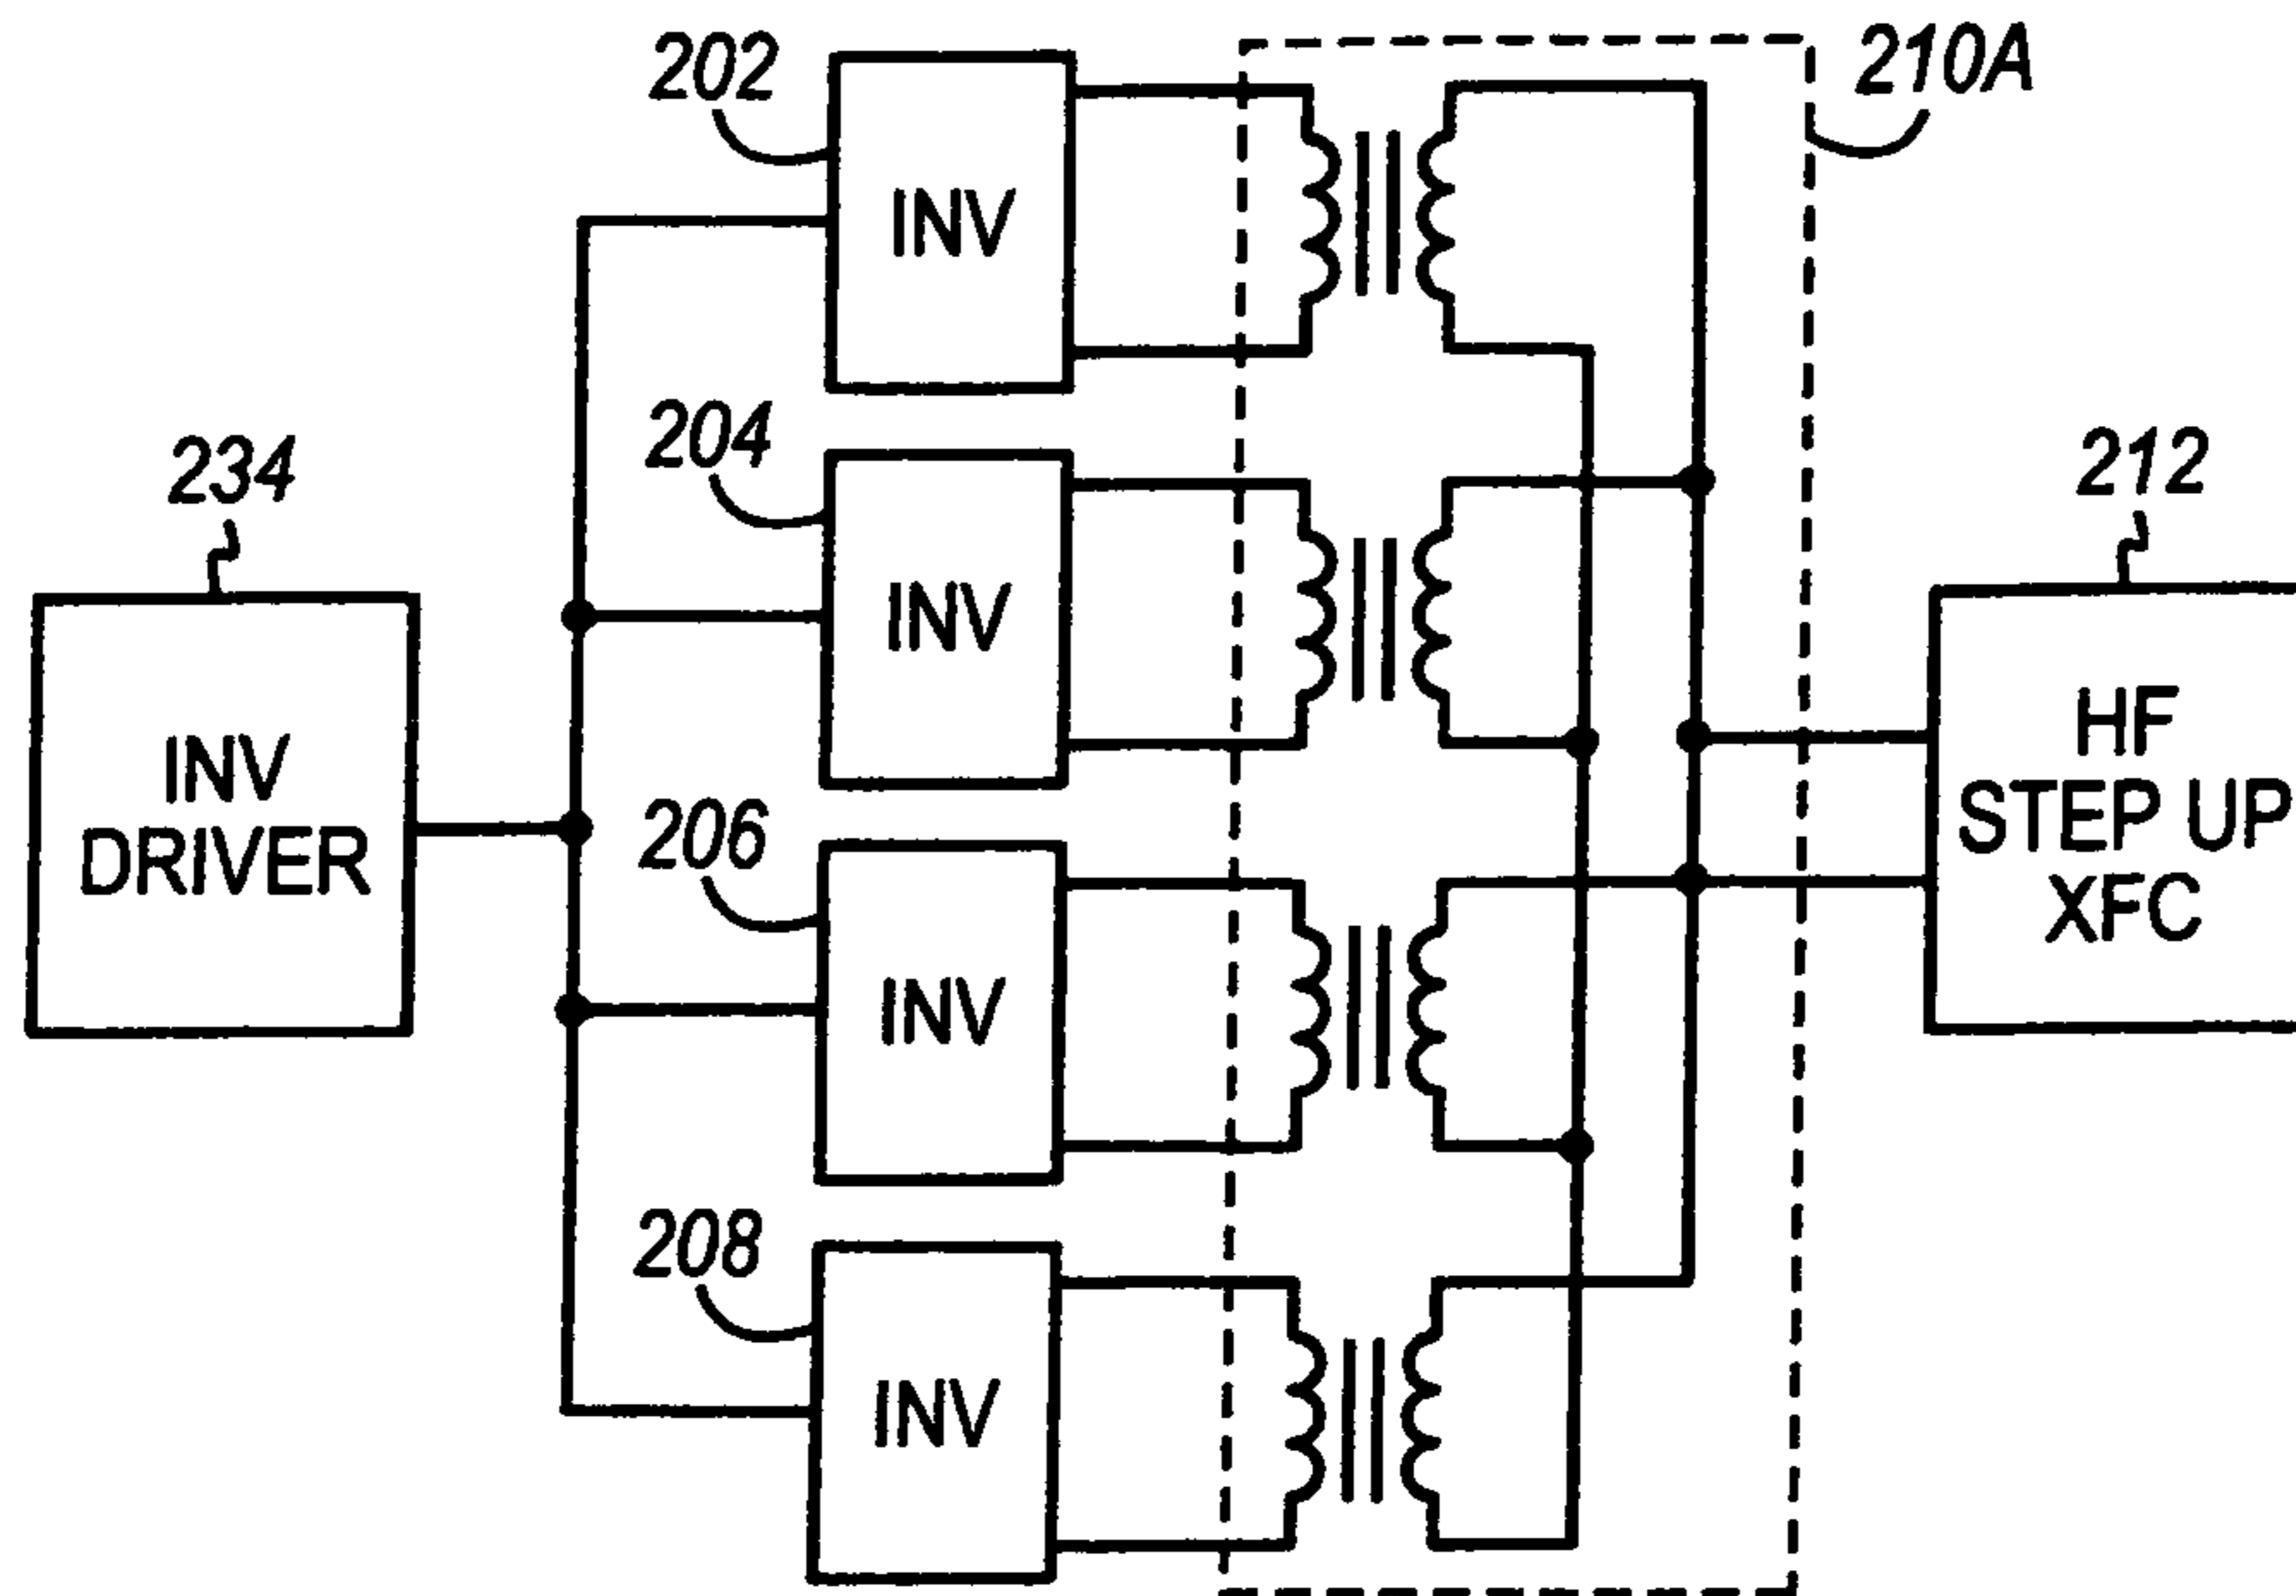 202
210A
INV
204
234
212
INV
INV
DRIVER
HF
STEP UP
XFC
206
INV
208
INV